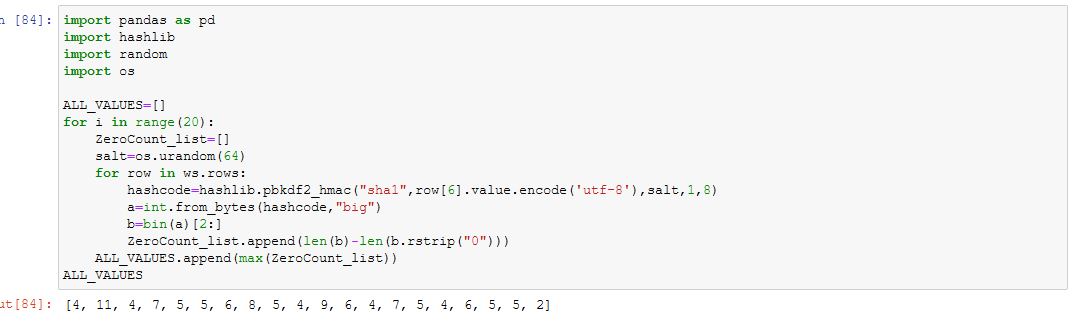 n [84]: import pandas as pd
import hashlib
import random
import os
ALL_VALUES=[]
for i in range(20):
    ZeroCount_list=[]
    salt=os.urandom(64)
    for row in ws.rows:
        hashcode=hashlib.pbkdf2_hmac("sha1",row[6].value.encode('utf-8'),salt,1,8)
        a=int.from_bytes(hashcode,"big")
        b=bin(a)[2:]
        ZeroCount_list.append(len(b)-len(b.rstrip("0")))
    ALL_VALUES.append(max(ZeroCount_list))
ALL_VALUES
ut[84]: [4, 11, 4, 7, 5, 5, 6, 8, 5, 4, 9, 6, 4, 7, 5, 4, 6, 5, 5, 2]